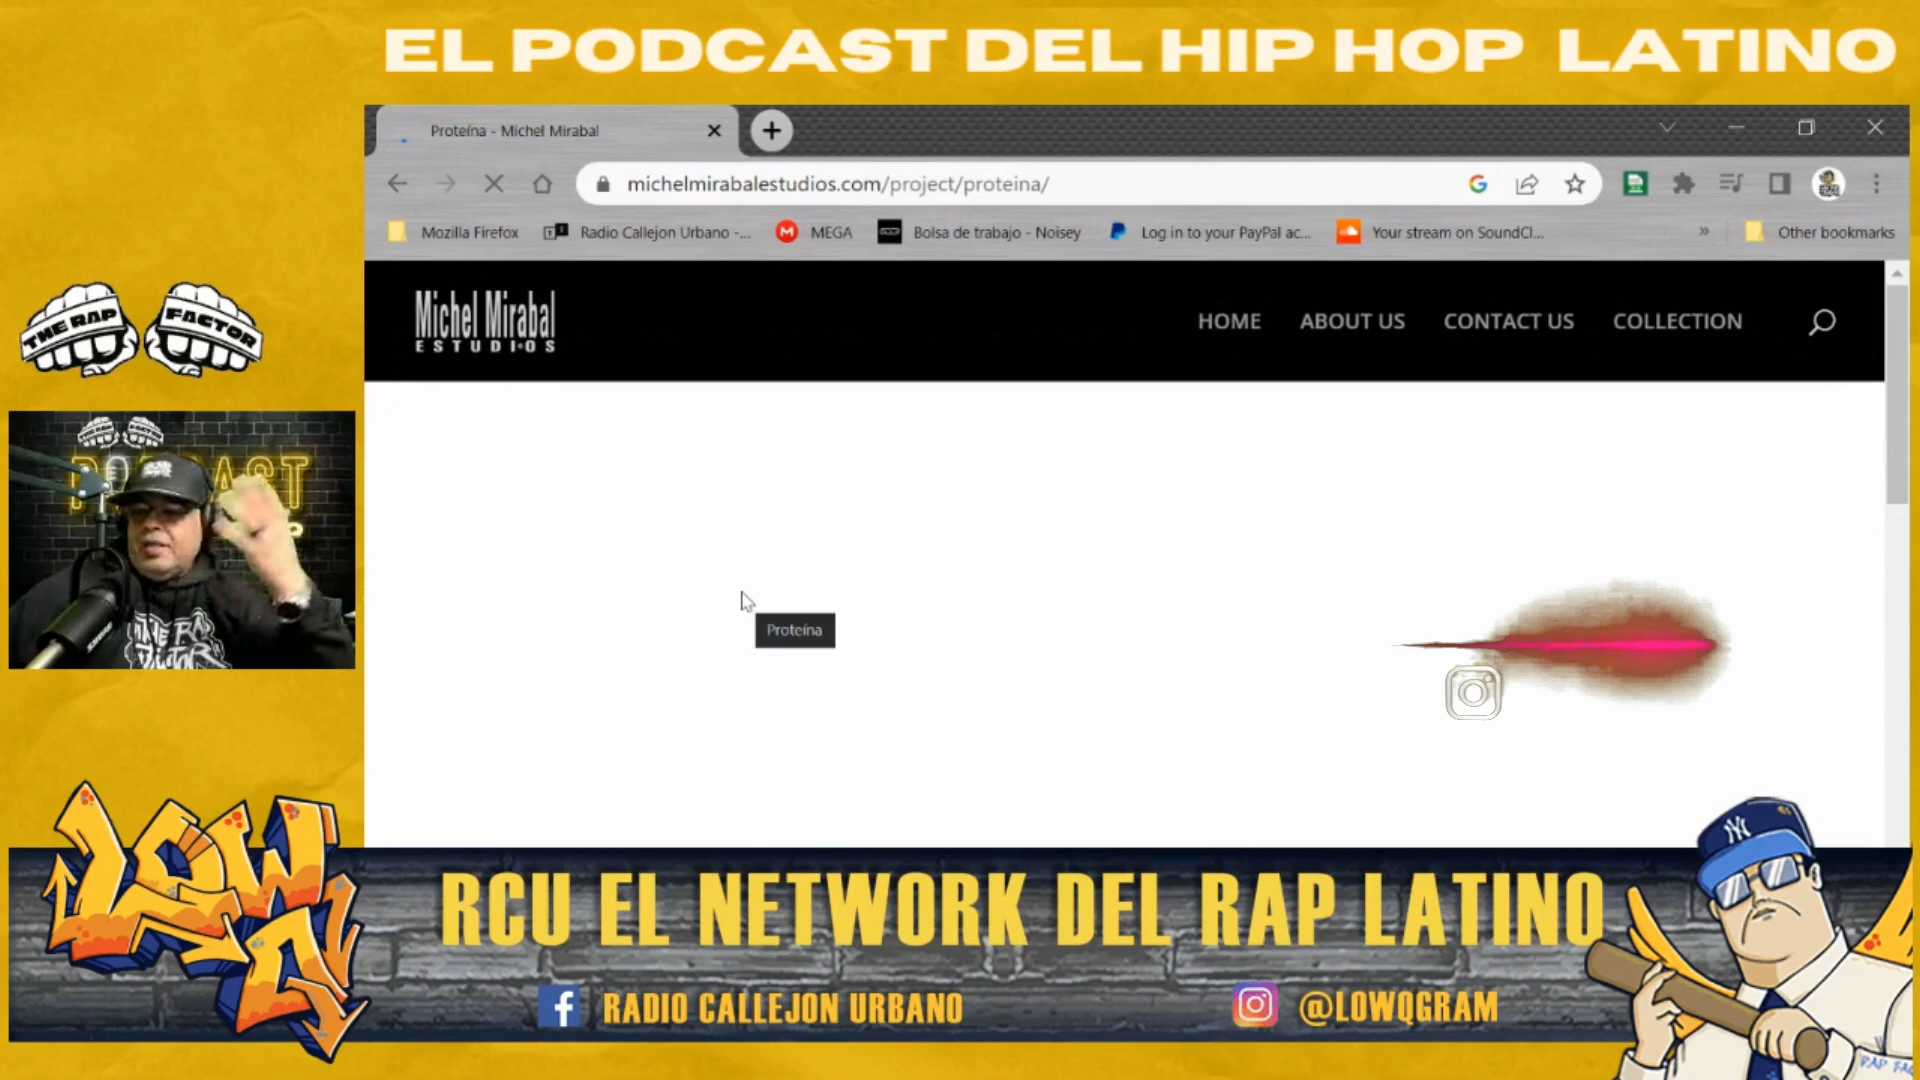 EL PODCAST DEL HIP HOP LATINO
Proteína - Michel Mirabal
michelmirabalestudios.com/project/proteina/
Mozilla Firefox
Radio Callejon Urbano -...
MEGA
Bolsa de trabajo - Noisey
Log in to your PayPal ac...
Your stream on SoundCl...
»
Other bookmarks
Michel Mirabal
ESTUDIOS
HOME
ABOUT US
CONTACT US
COLLECTION
THE RAP FACTOR
Proteína
LOW Q
RCU EL NETWORK DEL RAP LATINO
RADIO CALLEJON URBANO
@LOWQGRAM
NY